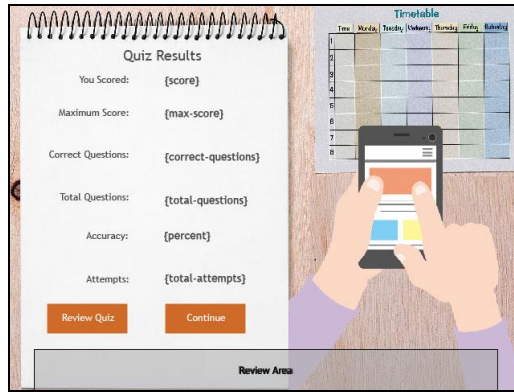 Quiz Results
You Scored: {score}
Maximum Score: {max-score}
Correct Questions: {correct-questions}
Total Questions: {total-questions}
Accuracy: {percent}
Attempts: {total-attempts}
Review Quiz Continue
Review Area
Timetable
Time Monday Tuesday Thursday Friday
1
2
3
4
5
6
7
8